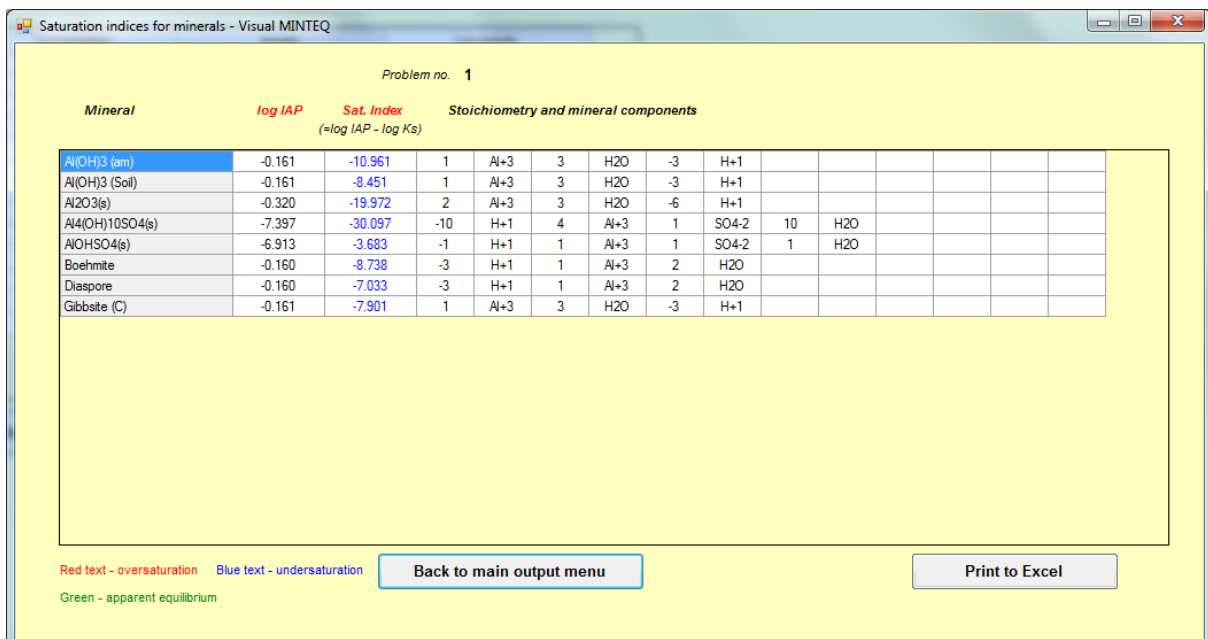 Saturation indices for minerals - Visual MINTEQ
Problem no. 1
Mineral log IAP Sat. Index Stoichiometry and mineral components
(=log IAP - log Ks)
Al(OH)3 (am) -0.161 -10.961 1 Al+3 3 H2O -3 H+1
Al(OH)3 (Soil) -0.161 -8.451 1 Al+3 3 H2O -3 H+1
Al2O3(s) -0.320 -19.972 2 Al+3 3 H2O -6 H+1
Al4(OH)10SO4(s) -7.397 -30.097 -10 H+1 4 Al+3 1 SO4-2 10 H2O
AlOHSO4(s) -6.913 -3.683 -1 H+1 1 Al+3 1 SO4-2 1 H2O
Boehmite -0.160 -8.738 -3 H+1 1 Al+3 2 H2O
Diaspore -0.160 -7.033 -3 H+1 1 Al+3 2 H2O
Gibbsite (C) -0.161 -7.901 1 Al+3 3 H2O -3 H+1
Red text - oversaturation Blue text - undersaturation Back to main output menu Print to Excel
Green - apparent equilibrium